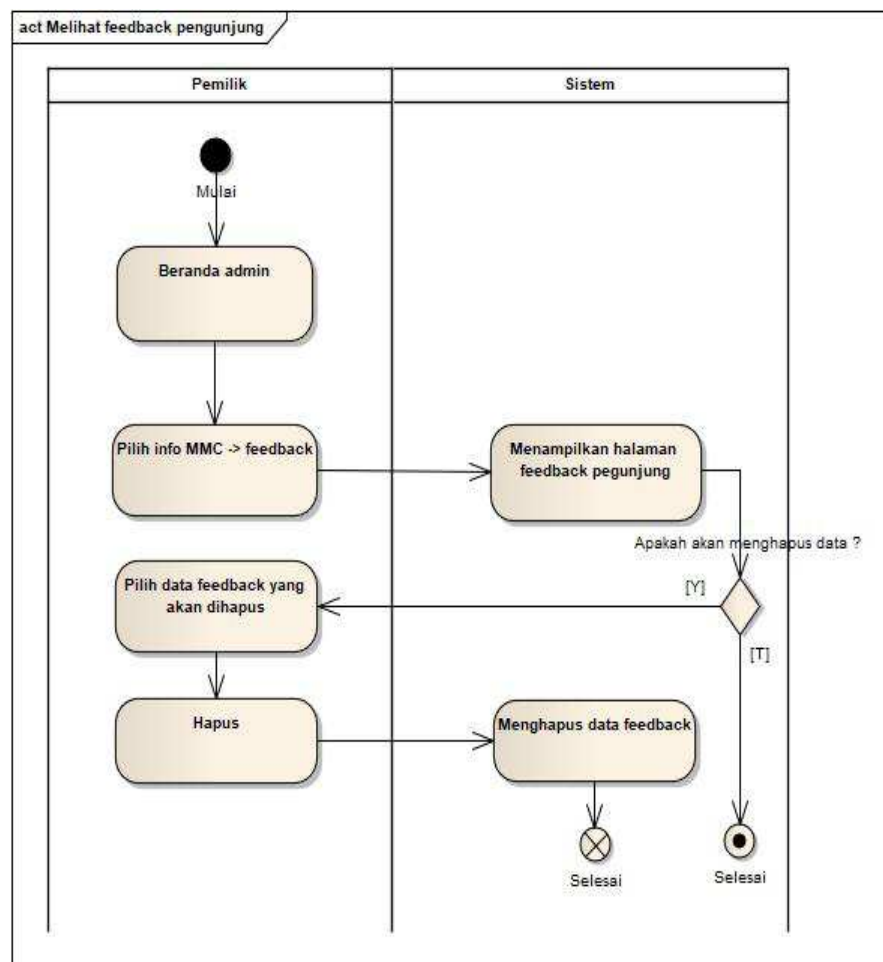 act Melihat feedback pengunjung
Pemilik
Sistem
Mulai
Beranda admin
Pilih info MMC -> feedback
Menampilkan halaman
feedback pegunjung
Apakah akan menghapus data ?
[Y]
Pilih data feedback yang
akan dihapus
[T]
Hapus
Menghapus data feedback
Selesai
Selesai